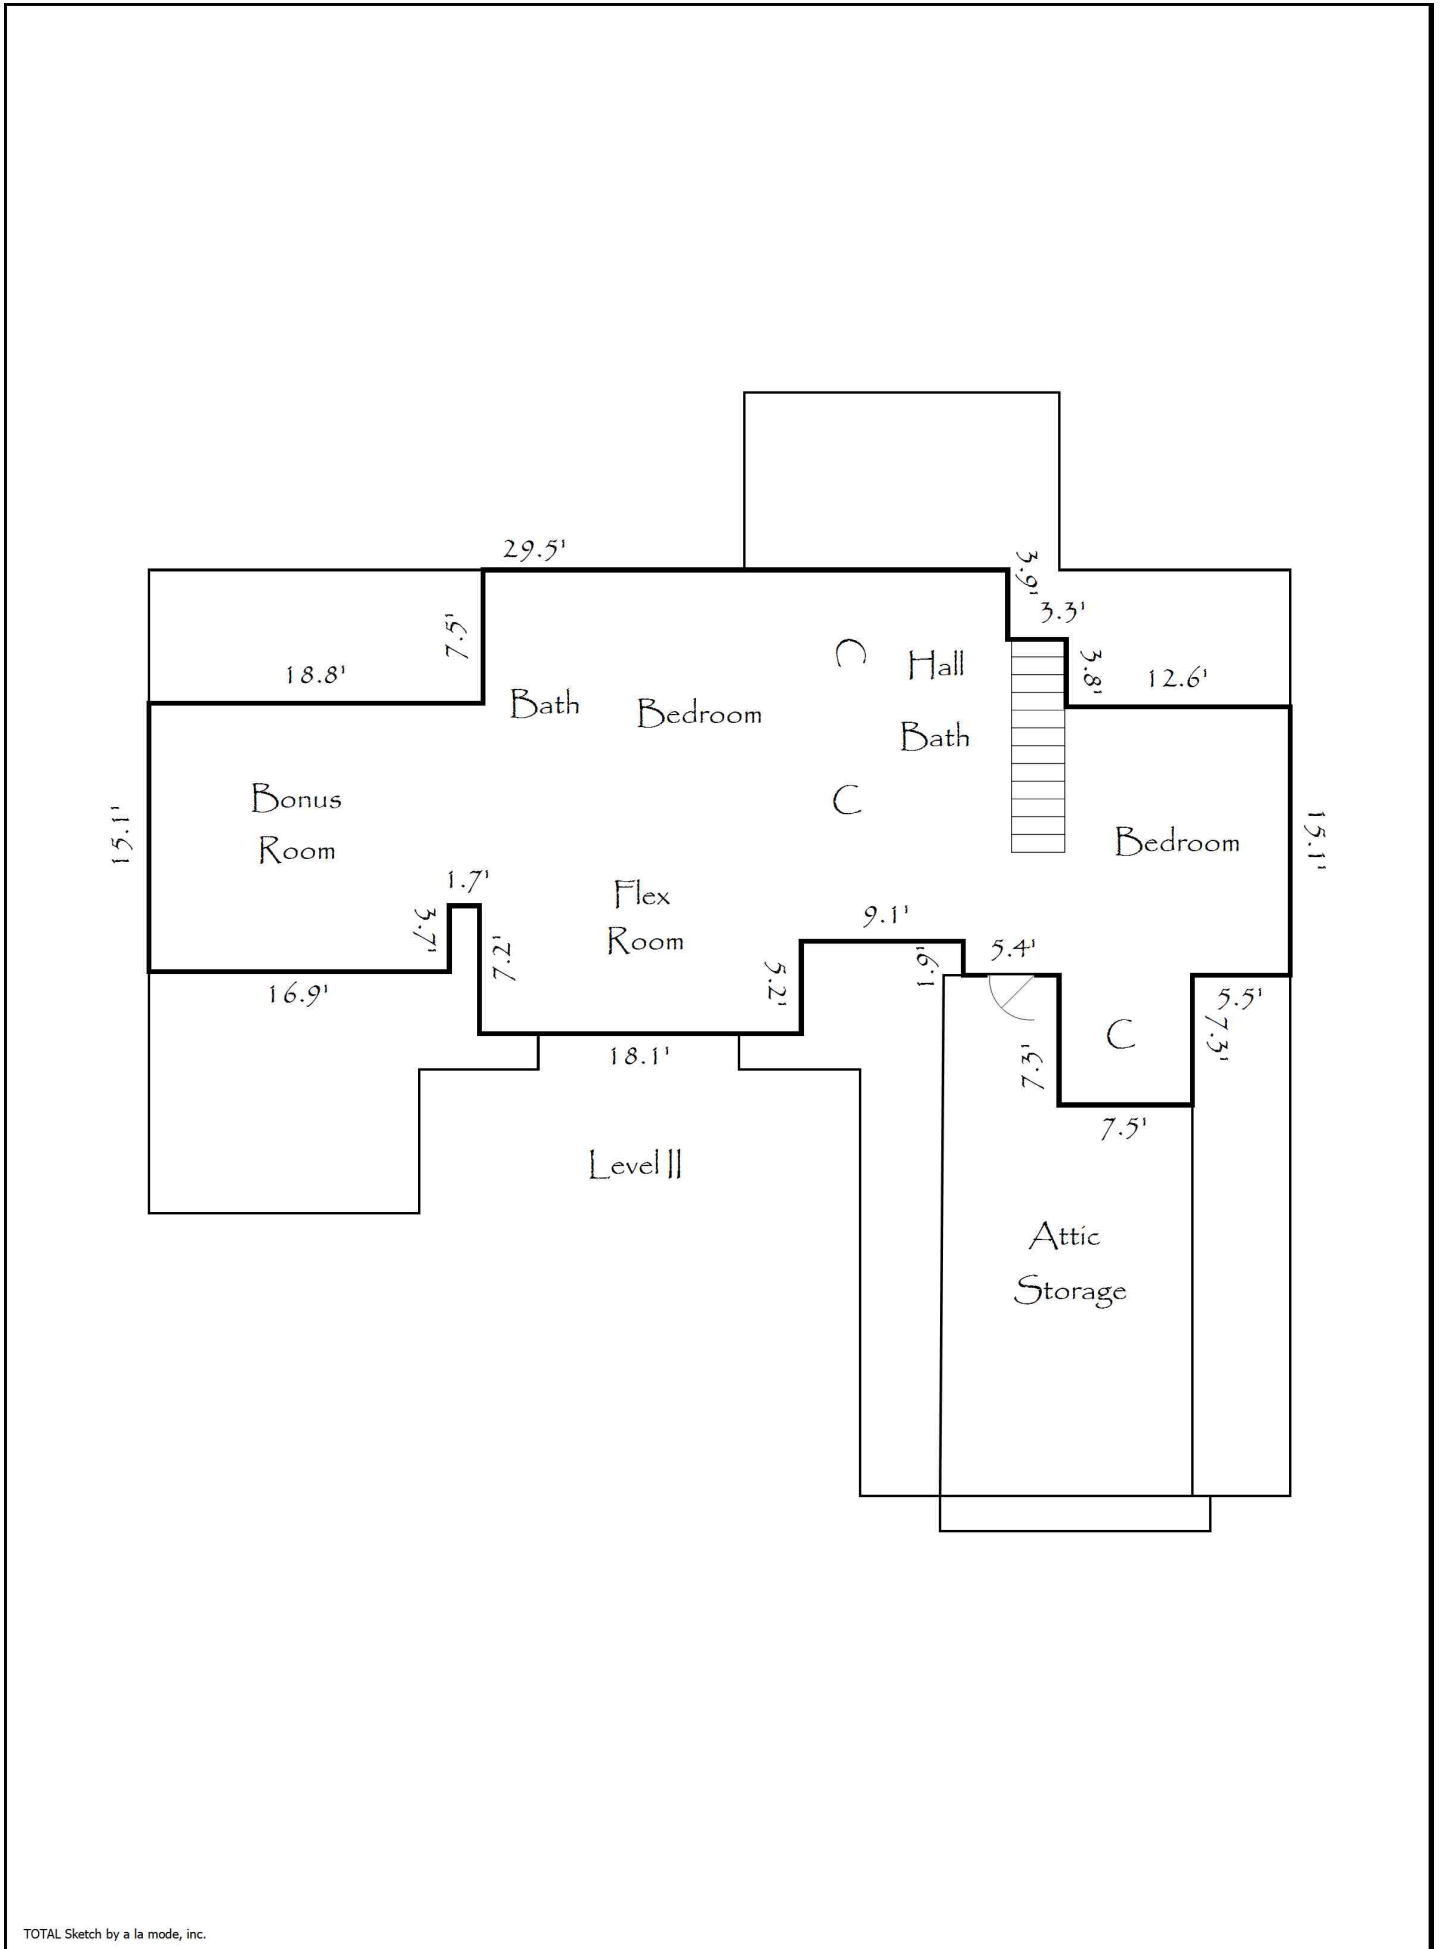 29.5'
3.9'
3.3'
7.5'
18.8'
3.8'
12.6'
C
Hall
Bath
Bedroom
Bath
C
Bonus
Room
15.1'
15.1'
Bedroom
1.7'
Flex
Room
9.1'
3.7'
7.2'
5.2'
1.9'
5.4'
16.9'
5.5'
18.1'
7.3'
C
7.3'
7.5'
Level II
Attic
Storage
TOTAL Sketch by a la mode, inc.